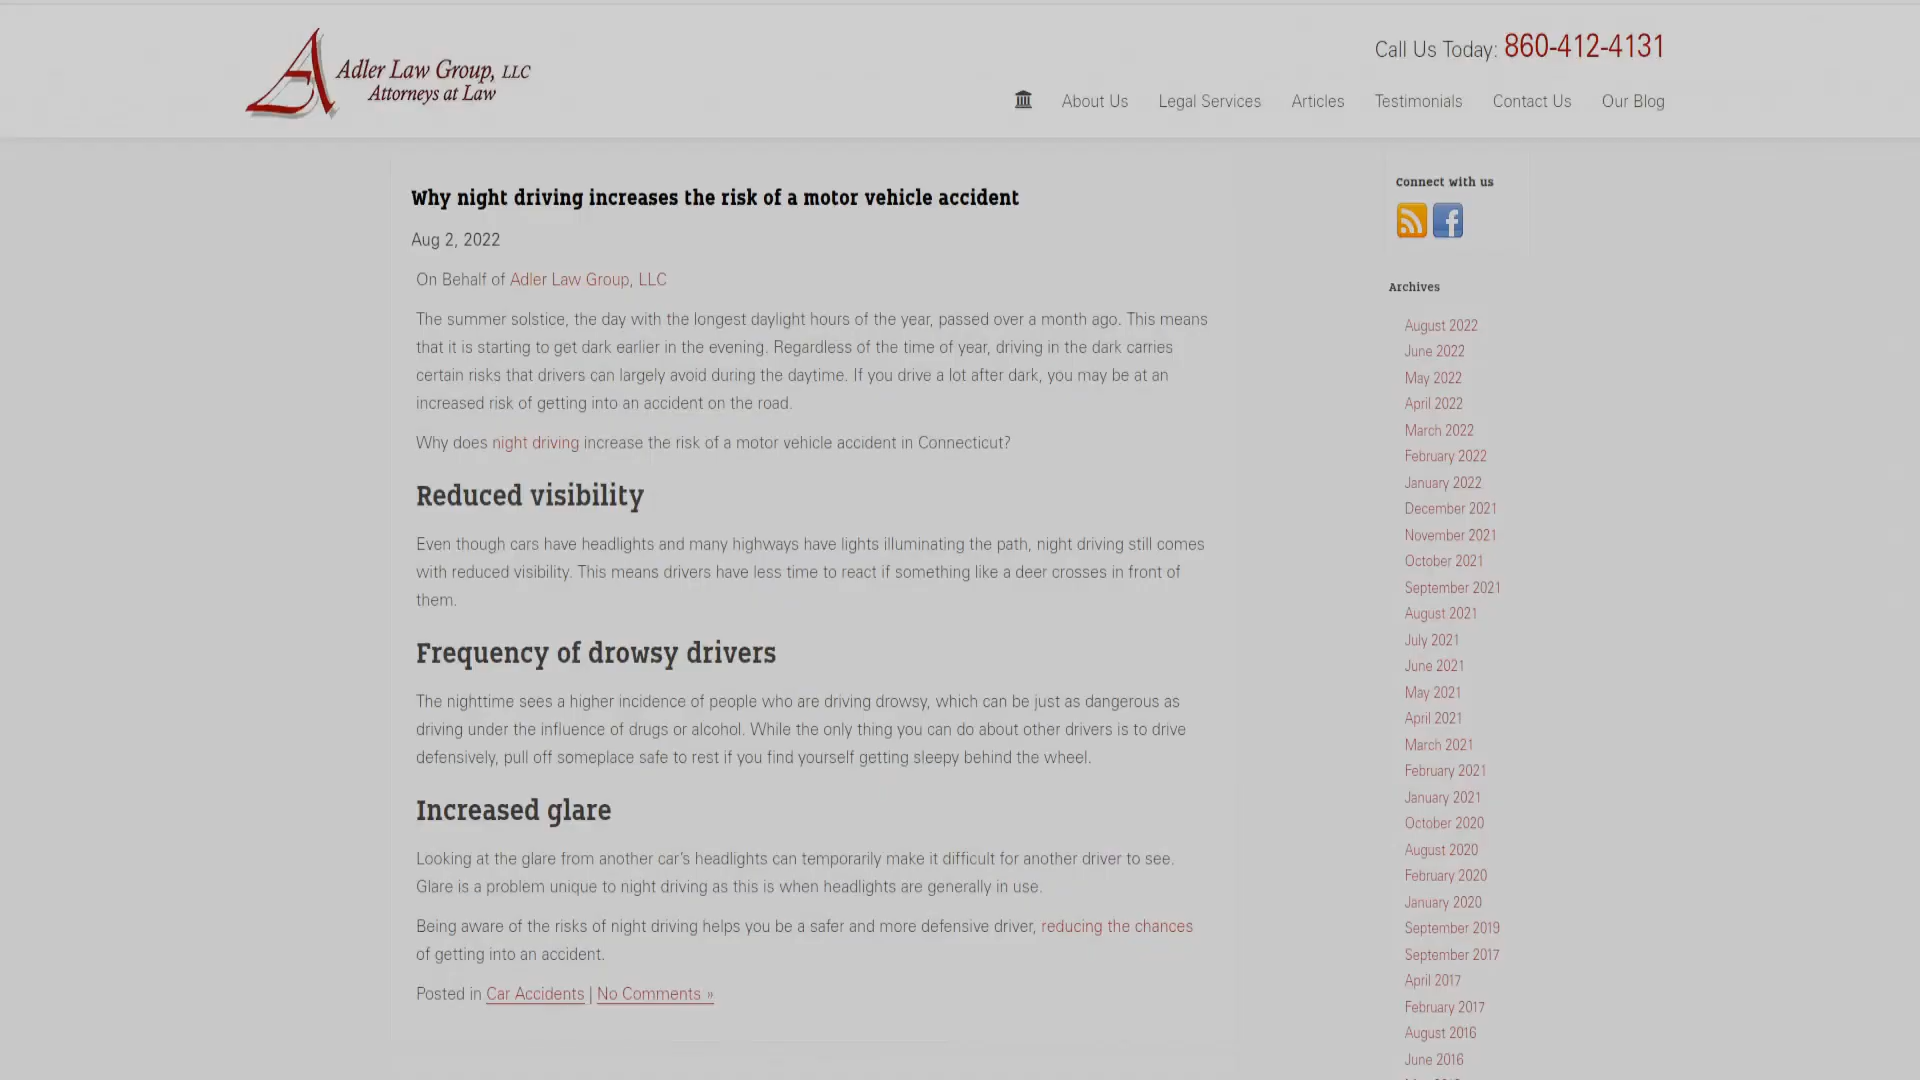 Adler Law Group, LLC
Attorneys at Law
Call Us Today: 860-412-4131
About Us Legal Services Articles Testimonials Contact Us Our Blog
Why night driving increases the risk of a motor vehicle accident
Aug 2, 2022
On Behalf of Adler Law Group, LLC
The summer solstice, the day with the longest daylight hours of the year, passed over a month ago. This means
that it is starting to get dark earlier in the evening. Regardless of the time of year, driving in the dark carries
certain risks that drivers can largely avoid during the daytime. If you drive a lot after dark, you may be at an
increased risk of getting into an accident on the road.
Why does night driving increase the risk of a motor vehicle accident in Connecticut?
Reduced visibility
Even though cars have headlights and many highways have lights illuminating the path, night driving still comes
with reduced visibility. This means drivers have less time to react if something like a deer crosses in front of
them.
Frequency of drowsy drivers
The nighttime sees a higher incidence of people who are driving drowsy, which can be just as dangerous as
driving under the influence of drugs or alcohol. While the only thing you can do about other drivers is to drive
defensively, pull off someplace safe to rest if you find yourself getting sleepy behind the wheel.
Increased glare
Looking at the glare from another car's headlights can temporarily make it difficult for another driver to see.
Glare is a problem unique to night driving as this is when headlights are generally in use.
Being aware of the risks of night driving helps you be a safer and more defensive driver, reducing the chances
of getting into an accident.
Posted in Car Accidents | No Comments »
Connect with us
Archives
August 2022
June 2022
May 2022
April 2022
March 2022
February 2022
January 2022
December 2021
November 2021
October 2021
September 2021
August 2021
July 2021
June 2021
May 2021
April 2021
March 2021
February 2021
January 2021
October 2020
August 2020
February 2020
January 2020
September 2019
September 2017
April 2017
February 2017
August 2016
June 2016